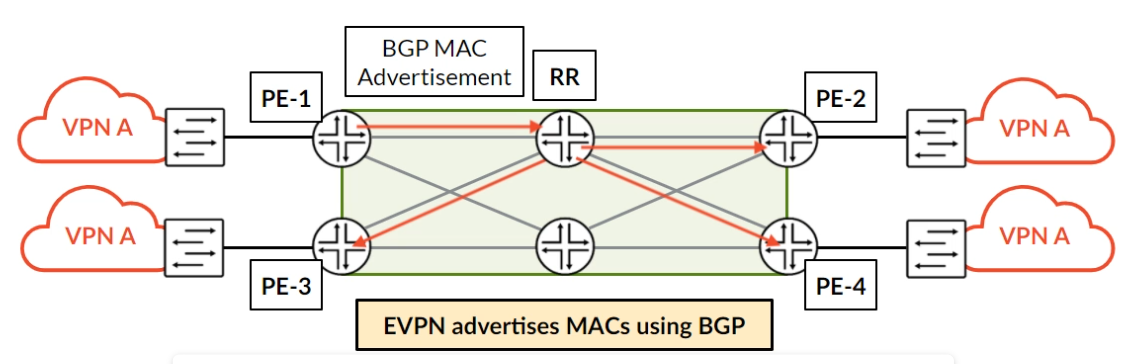 BGP MAC
Advertisement
RR
PE-1
PE-2
VPN A
VPN A
VPN A
VPN A
PE-3
PE-4
EVPN advertises MACs using BGP